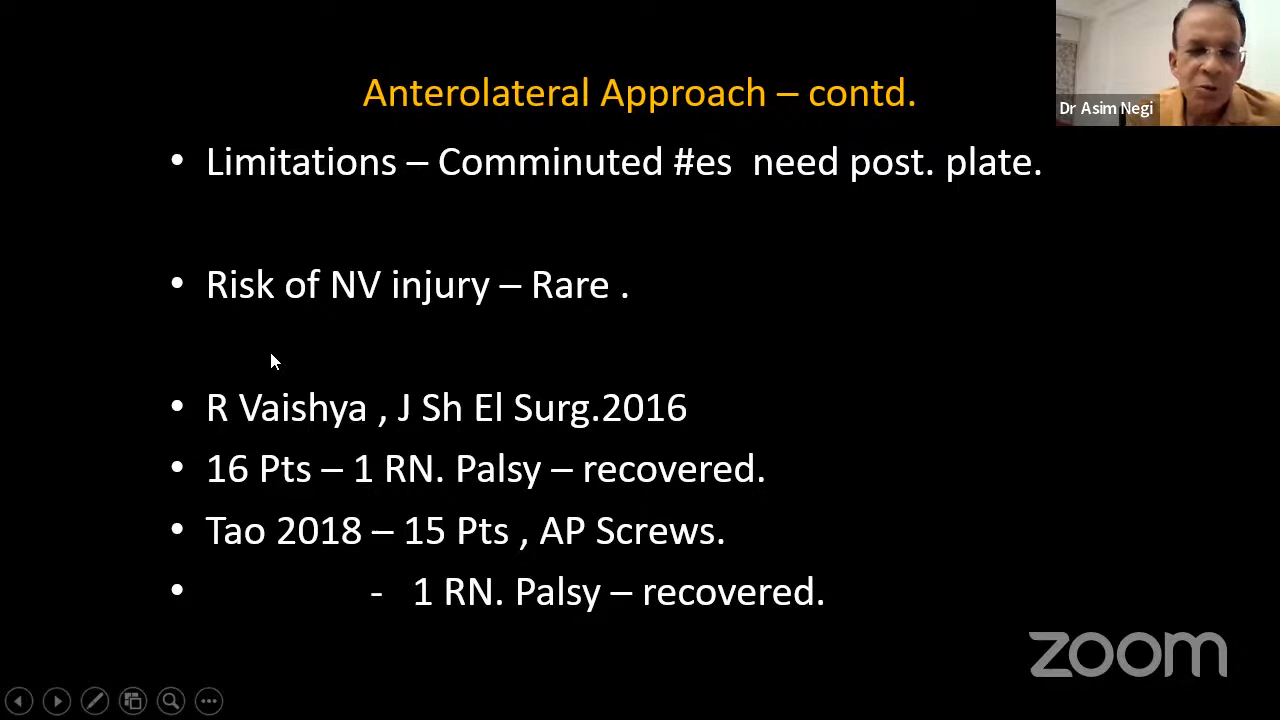 Anterolateral Approach – contd.
Dr Asim Negi
• Limitations – Comminuted #es need post. plate.
• Risk of NV injury – Rare .
• R Vaishya , J Sh El Surg.2016
• 16 Pts – 1 RN. Palsy – recovered.
• Tao 2018 – 15 Pts , AP Screws.
• - 1 RN. Palsy – recovered.
zoom